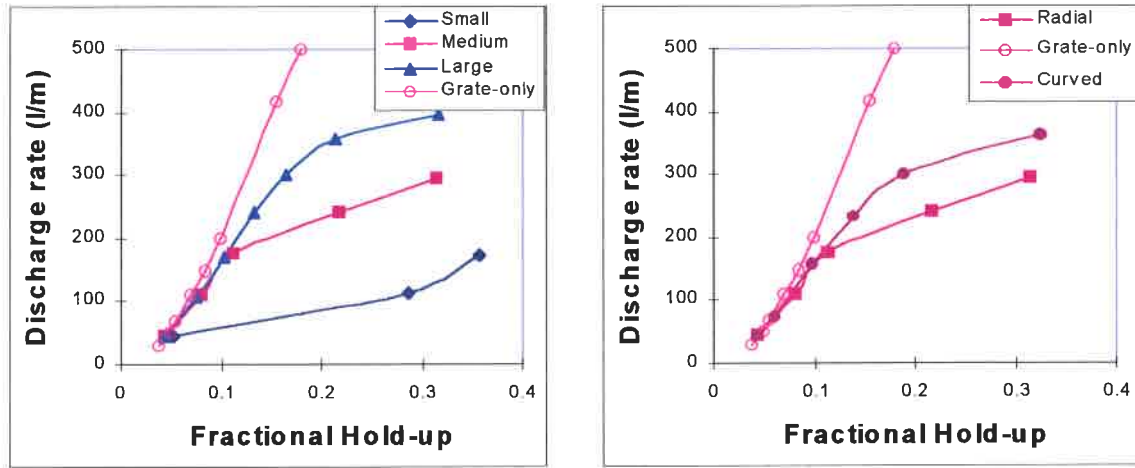 Small
Medium
Large
Grate-only
500
400
300
200
100
0
0
0.1
0.2
0.3
0.4
Discharge rate (l/m)
Fractional Hold-up
Radial
Grate-only
Curved
500
400
300
200
100
0
0
0.1
0.2
0.3
0.4
Discharge rate (l/m)
Fractional Hold-up